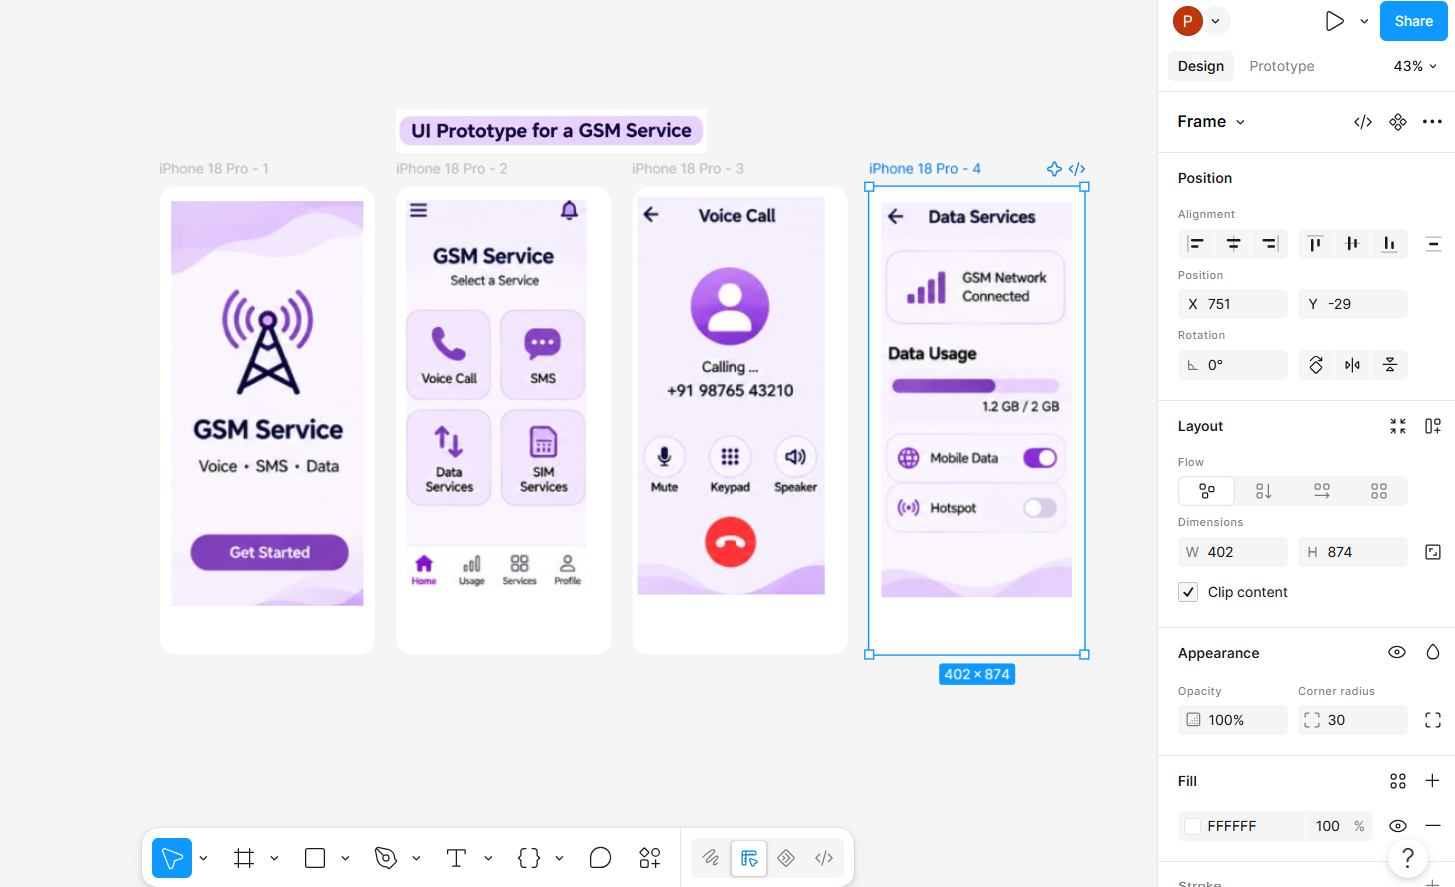 P
Share
Design
Prototype
43%
Frame
UI Prototype for a GSM Service
iPhone 18 Pro - 1
iPhone 18 Pro - 2
iPhone 18 Pro - 3
iPhone 18 Pro - 4
GSM Service
Voice • SMS • Data
Get Started
GSM Service
Select a Service
Voice Call
SMS
Data
Services
SIM
Services
Home
Usage
Services
Profile
Voice Call
Calling ...
+91 98765 43210
Mute
Keypad
Speaker
Data Services
GSM Network
Connected
Data Usage
1.2 GB / 2 GB
Mobile Data
Hotspot
402 × 874
Position
Alignment
Position
X 751
Y -29
Rotation
0°
Layout
Flow
Dimensions
W 402
H 874
Clip content
Appearance
Opacity
Corner radius
100%
30
Fill
FFFFFF
100 %
?
Stroke